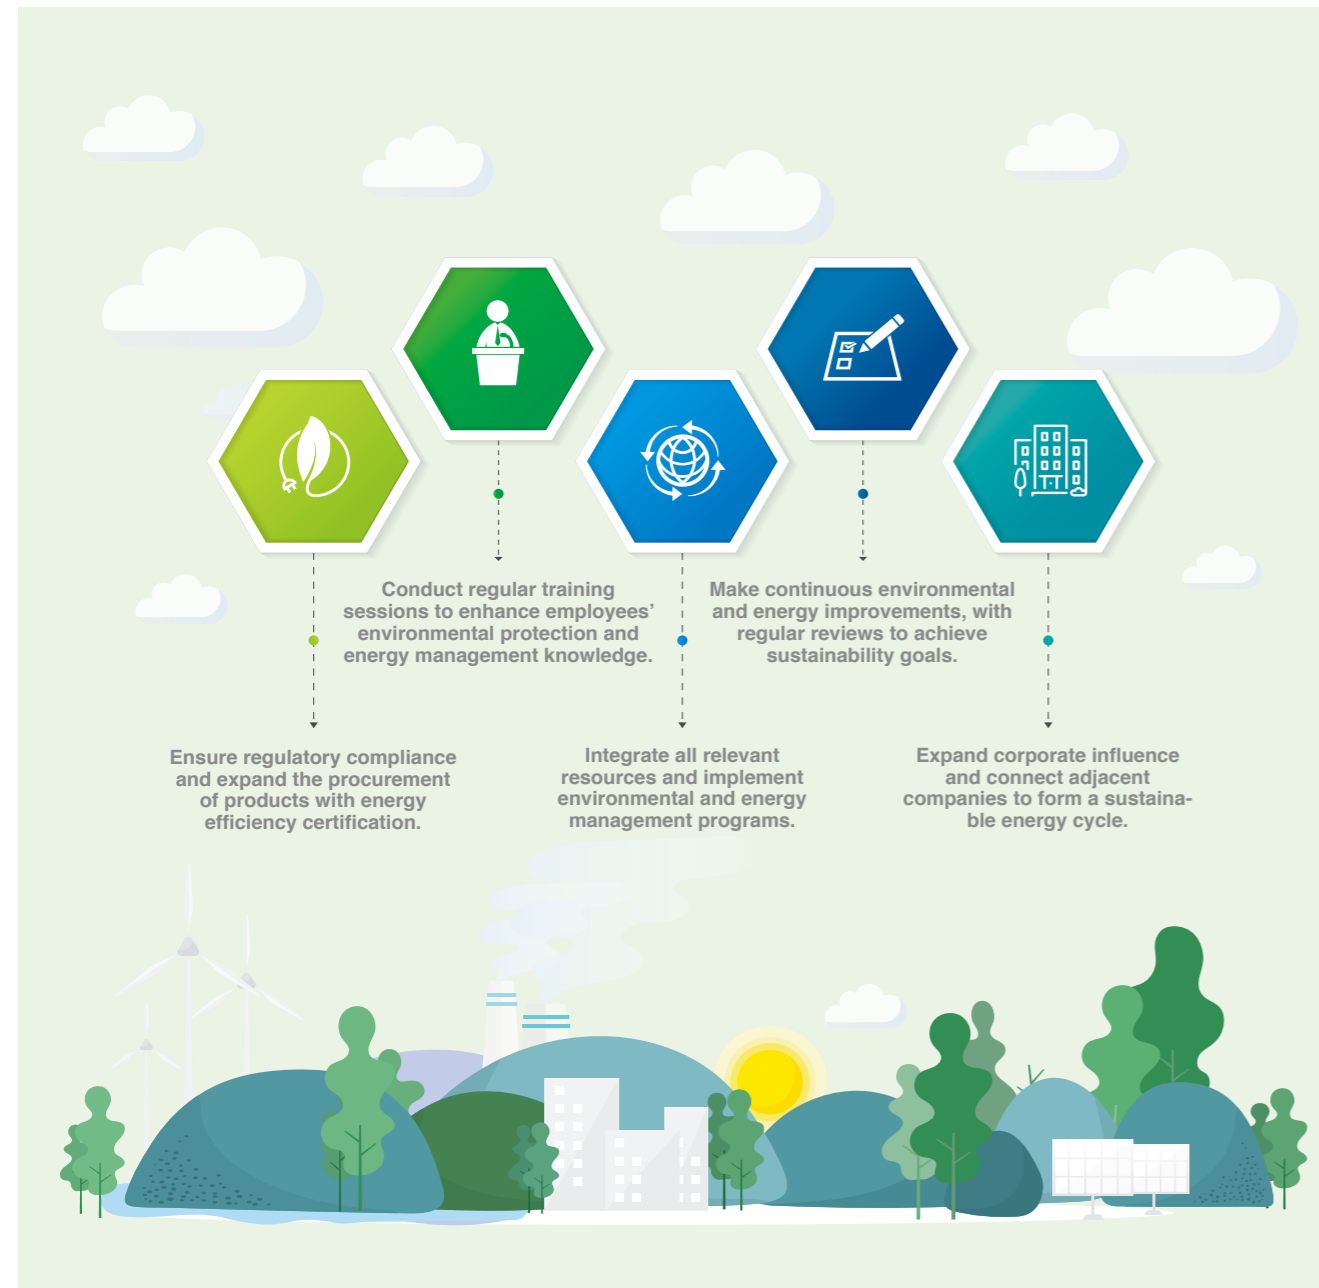 Conduct regular training
sessions to enhance employees’
environmental protection and
energy management knowledge.
Make continuous environmental
and energy improvements, with
regular reviews to achieve
sustainability goals.
Ensure regulatory compliance
and expand the procurement
of products with energy
efficiency certification.
Integrate all relevant
resources and implement
environmental and energy
management programs.
Expand corporate influence
and connect adjacent
companies to form a sustaina-
ble energy cycle.